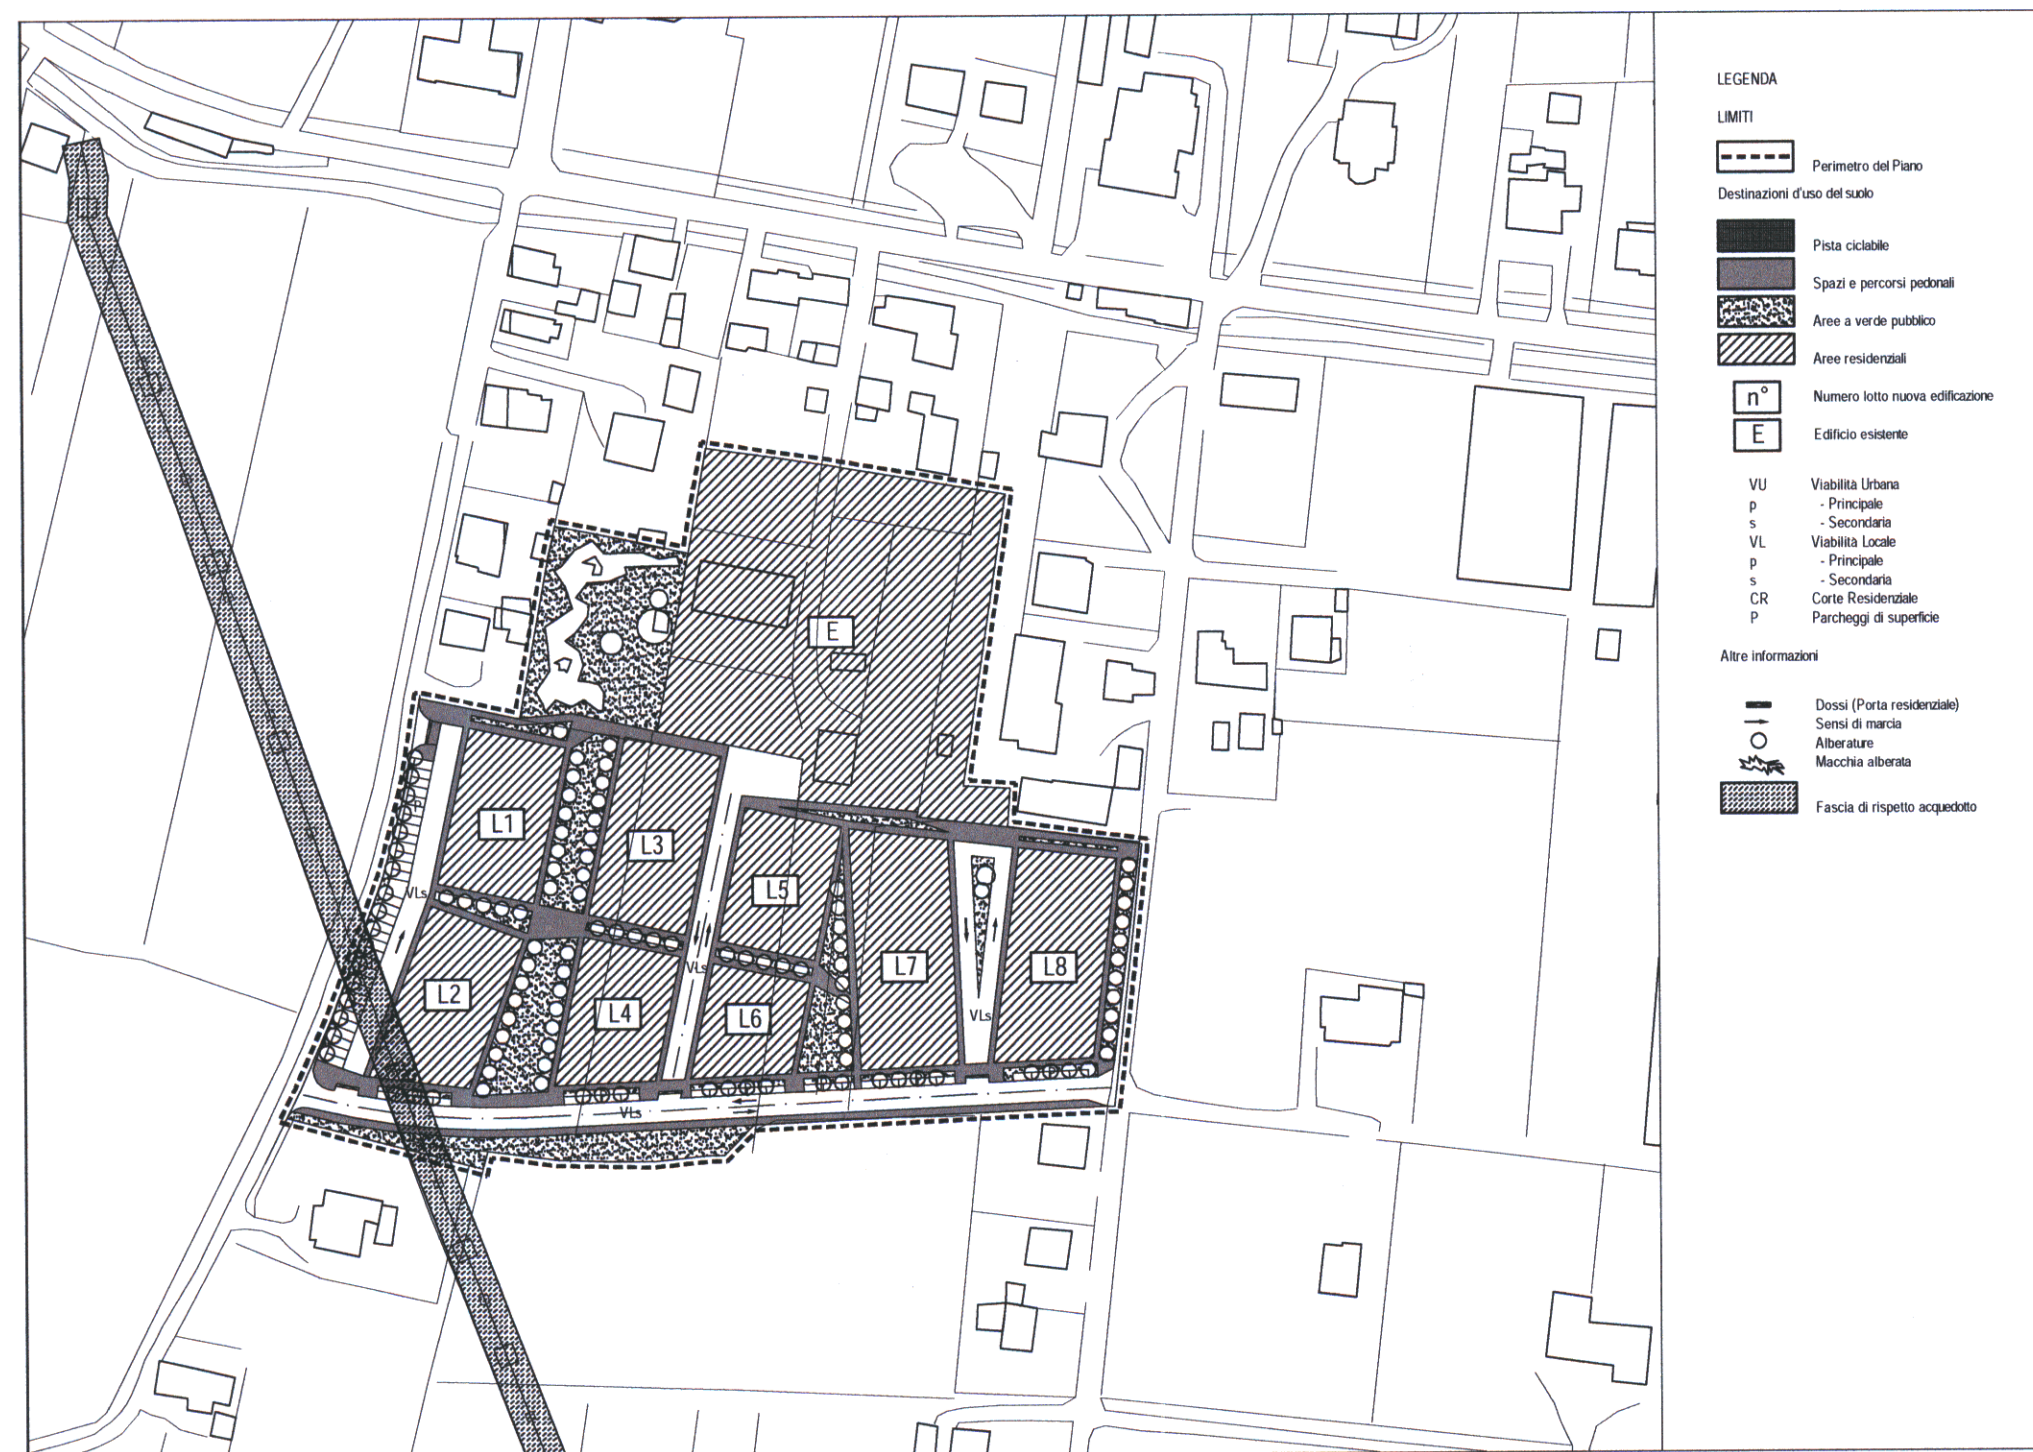 LEGENDA
LIMITI
Perimetro del Piano
Destinazioni d'uso del suolo
Pista ciclabile
Spazi e percorsi pedonali
Aree a verde pubblico
Aree residenziali
n° Numero lotto nuova edificazione
E Edificio esistente
VU Viabilità Urbana
p - Principale
s - Secondaria
VL Viabilità Locale
p - Principale
s - Secondaria
CR Corte Residenziale
P Parcheggi di superficie
Altre informazioni
Dossi (Porta residenziale)
Sensi di marcia
Alberature
Macchia alberata
Fascia di rispetto acquedotto
E
L1
L3
L5
VLs
L2
L4
L6
VLs
L7
L8
VLs
VLs